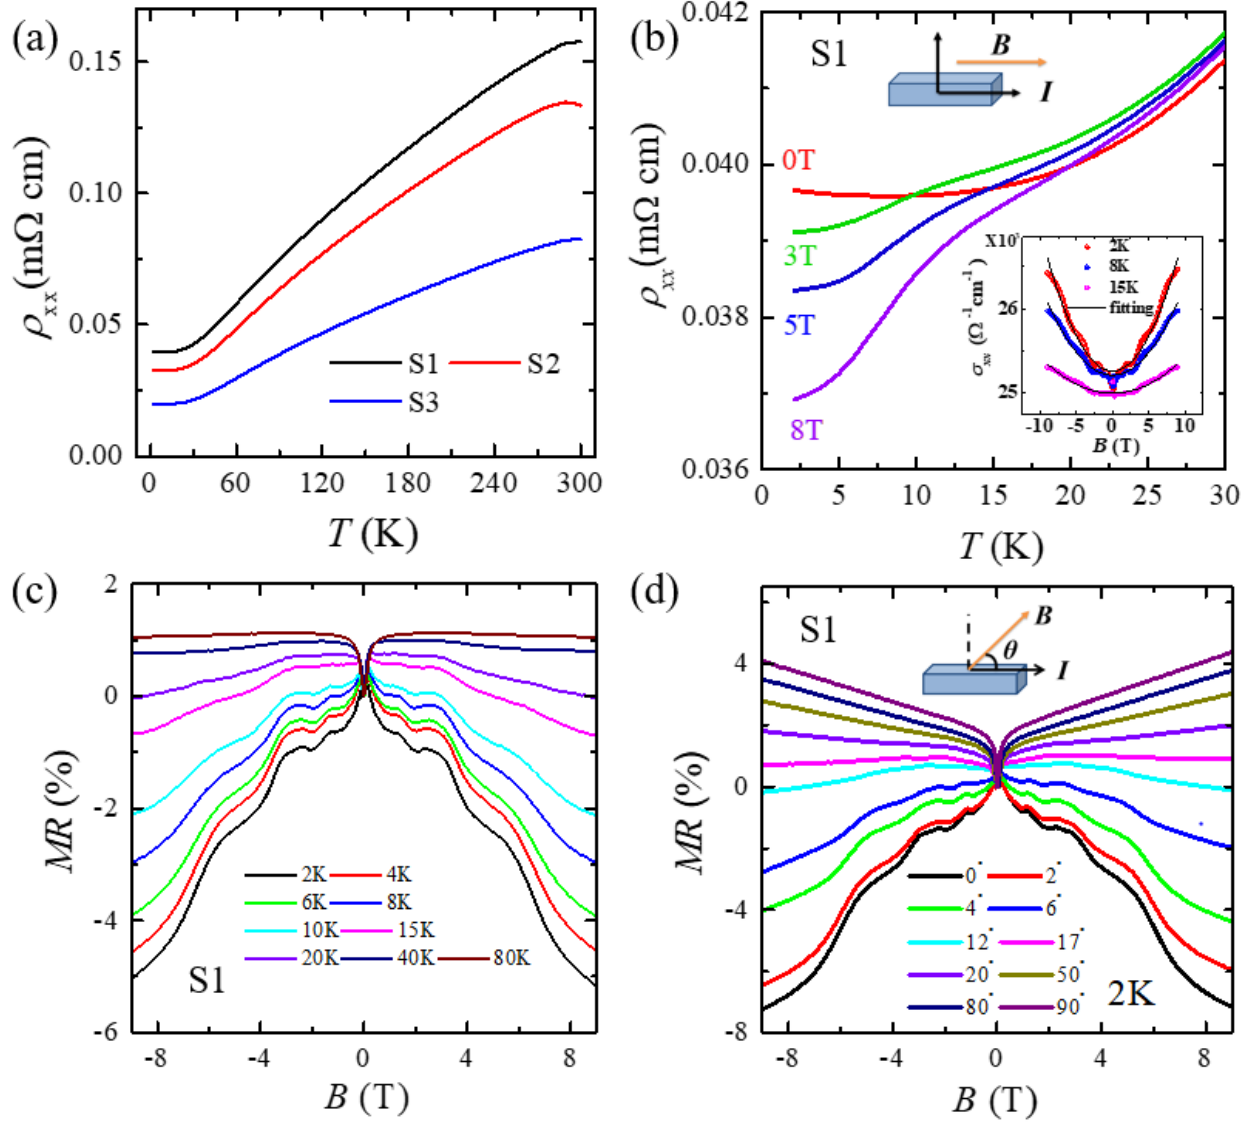 (a)
0.15
0.10
0.05
0.00
ρxx(mΩ cm)
S1 S2
S3
0 60 120 180 240 300
T (K)
(b)
0.042
0.040
0.038
0.036
ρxx (mΩ cm)
S1
B
I
0T
3T
5T
8T
X10³
26
25
σxx (Ω⁻¹cm⁻¹)
2K
8K
15K
fitting
-10 -5 0 5 10
B (T)
0 5 10 15 20 25 30
T (K)
(c)
2
0
-2
-4
-6
MR (%)
2K 4K
6K 8K
10K 15K
20K 40K 80K
S1
-8 -4 0 4 8
B (T)
(d)
4
0
-4
-8
MR (%)
S1
B
θ
I
0° 2°
4° 6°
12° 17°
20° 50°
80° 90°
2K
-8 -4 0 4 8
B (T)